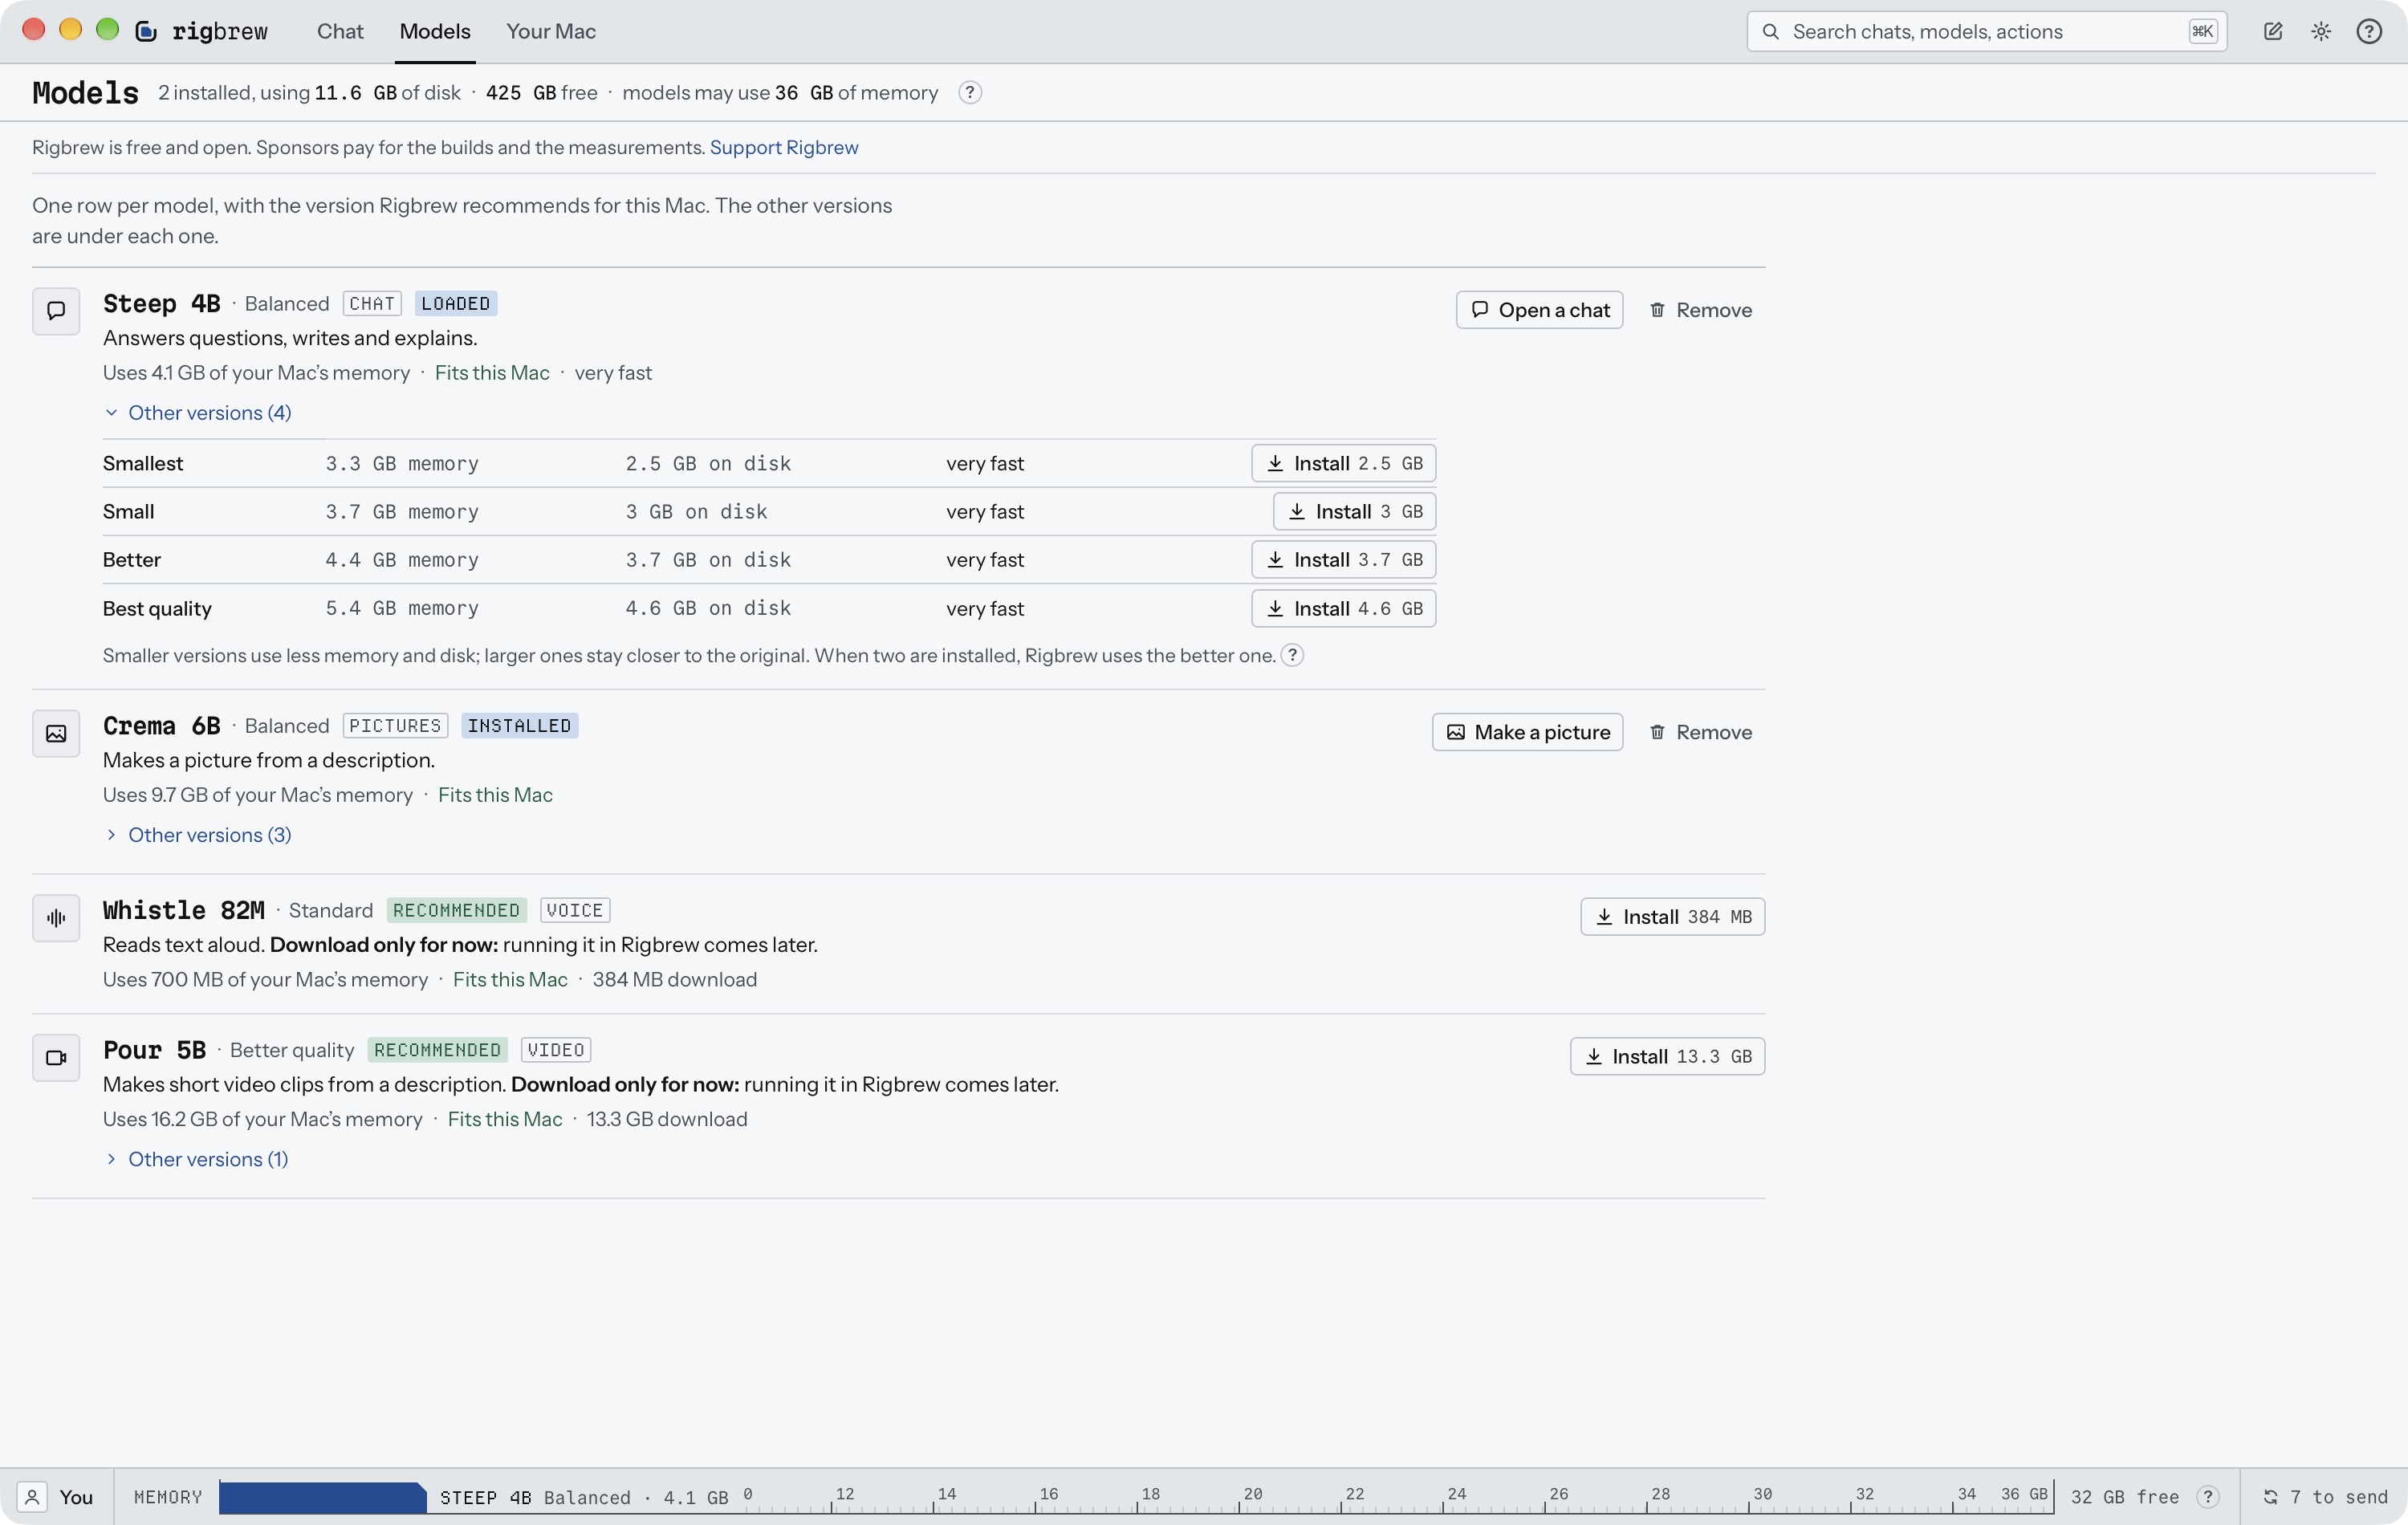 rigbrew Chat Models Your Mac Search chats, models, actions ⌘K ?
Models 2 installed, using 11.6 GB of disk · 425 GB free · models may use 36 GB of memory ?
Rigbrew is free and open. Sponsors pay for the builds and the measurements. Support Rigbrew
One row per model, with the version Rigbrew recommends for this Mac. The other versions
are under each one.
Steep 4B · Balanced CHAT LOADED Open a chat Remove
Answers questions, writes and explains.
Uses 4.1 GB of your Mac’s memory · Fits this Mac · very fast
Other versions (4)
Smallest 3.3 GB memory 2.5 GB on disk very fast Install 2.5 GB
Small 3.7 GB memory 3 GB on disk very fast Install 3 GB
Better 4.4 GB memory 3.7 GB on disk very fast Install 3.7 GB
Best quality 5.4 GB memory 4.6 GB on disk very fast Install 4.6 GB
Smaller versions use less memory and disk; larger ones stay closer to the original. When two are installed, Rigbrew uses the better one. ?
Crema 6B · Balanced PICTURES INSTALLED Make a picture Remove
Makes a picture from a description.
Uses 9.7 GB of your Mac’s memory · Fits this Mac
Other versions (3)
Whistle 82M · Standard RECOMMENDED VOICE Install 384 MB
Reads text aloud. Download only for now: running it in Rigbrew comes later.
Uses 700 MB of your Mac’s memory · Fits this Mac · 384 MB download
Pour 5B · Better quality RECOMMENDED VIDEO Install 13.3 GB
Makes short video clips from a description. Download only for now: running it in Rigbrew comes later.
Uses 16.2 GB of your Mac’s memory · Fits this Mac · 13.3 GB download
Other versions (1)
You MEMORY STEEP 4B Balanced · 4.1 GB 0 12 14 16 18 20 22 24 26 28 30 32 34 36 GB 32 GB free ? 7 to send